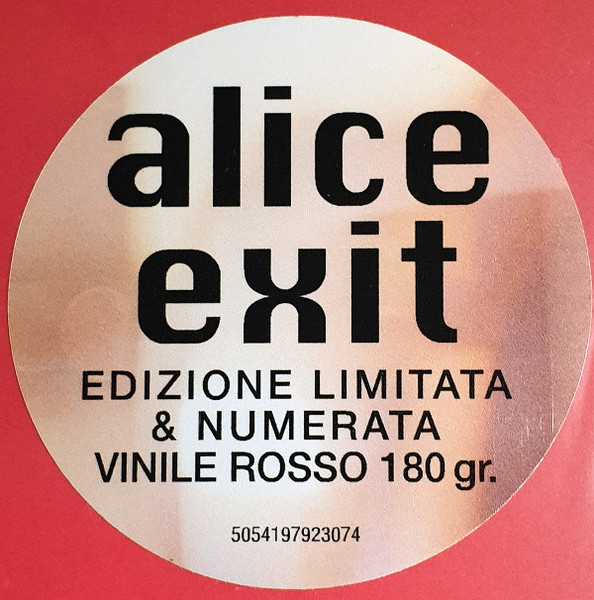 alice
exit
EDIZIONE LIMITATA
& NUMERATA
VINILE ROSSO 180 gr.
5054197923074